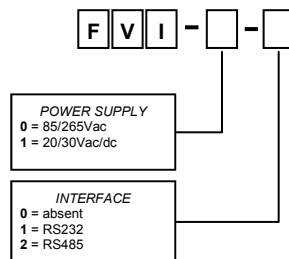 F V I - -
POWER SUPPLY
0 = 85/265Vac
1 = 20/30Vac/dc
INTERFACE
0 = absent
1 = RS232
2 = RS485